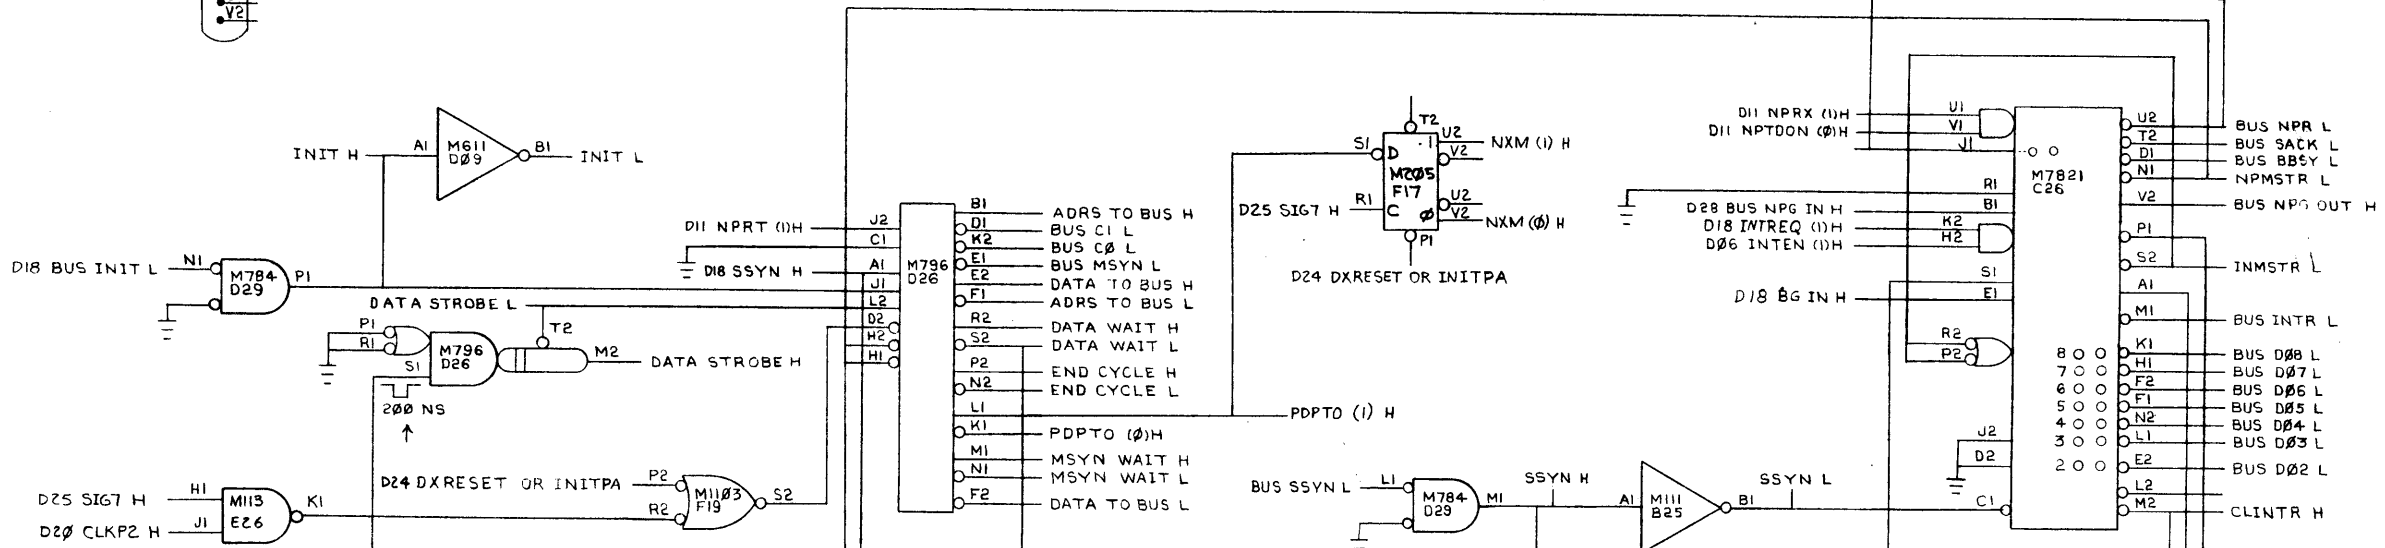 V2
INIT H
A1
M611
D09
B1
INIT L
D18 BUS INIT L
N1
M784
D29
P1
DATA STROBE L
P1
R1
M796
D26
S1
T2
M2
DATA STROBE H
200 NS
D25 SIG7 H
H1
D20 CLKP2 H
J1
M113
E26
K1
D24 DXRESET OR INITPA
P2
R2
M1103
F19
S2
D11 NPRT (1)H
J2
C1
D18 SSYN H
A1
J1
L2
D2
H2
H1
M796
D26
B1 ADRS TO BUS H
D1 BUS C1 L
K2 BUS CØ L
E1 BUS MSYN L
E2 DATA TO BUS H
F1 ADRS TO BUS L
R2 DATA WAIT H
S2 DATA WAIT L
P2 END CYCLE H
N2 END CYCLE L
L1 PDPTO (1) H
K1 PDPTO (Ø)H
M1 MSYN WAIT H
N1 MSYN WAIT L
F2 DATA TO BUS L
T2
S1
D
1
U2 NXM (1) H
V2
M205
F17
D25 SIG7 H
R1
C
Ø
U2
V2 NXM (Ø) H
P1
D24 DXRESET OR INITPA
BUS SSYN L
L1
M784
D29
M1
SSYN H
A1
M111
B25
B1
SSYN L
C1
D11 NPRX (1)H
U1
D11 NPTDON (Ø)H
V1
J1
M7821
C26
R1
D28 BUS NPG IN H
B1
D18 INTREQ (1)H
K2
D06 INTEN (1)H
H2
S1
D18 BG IN H
E1
R2
P2
J2
D2
8
7
6
5
4
3
2
U2 BUS NPR L
T2 BUS SACK L
D1 BUS BBSY L
N1 NPMSTR L
V2 BUS NPG OUT H
P1
S2 INMSTR L
A1
M1 BUS INTR L
K1 BUS DØ8 L
H1 BUS DØ7 L
F2 BUS DØ6 L
F1 BUS DØ5 L
N2 BUS DØ4 L
L1 BUS DØ3 L
E2 BUS DØ2 L
L2
M2 CLINTR H